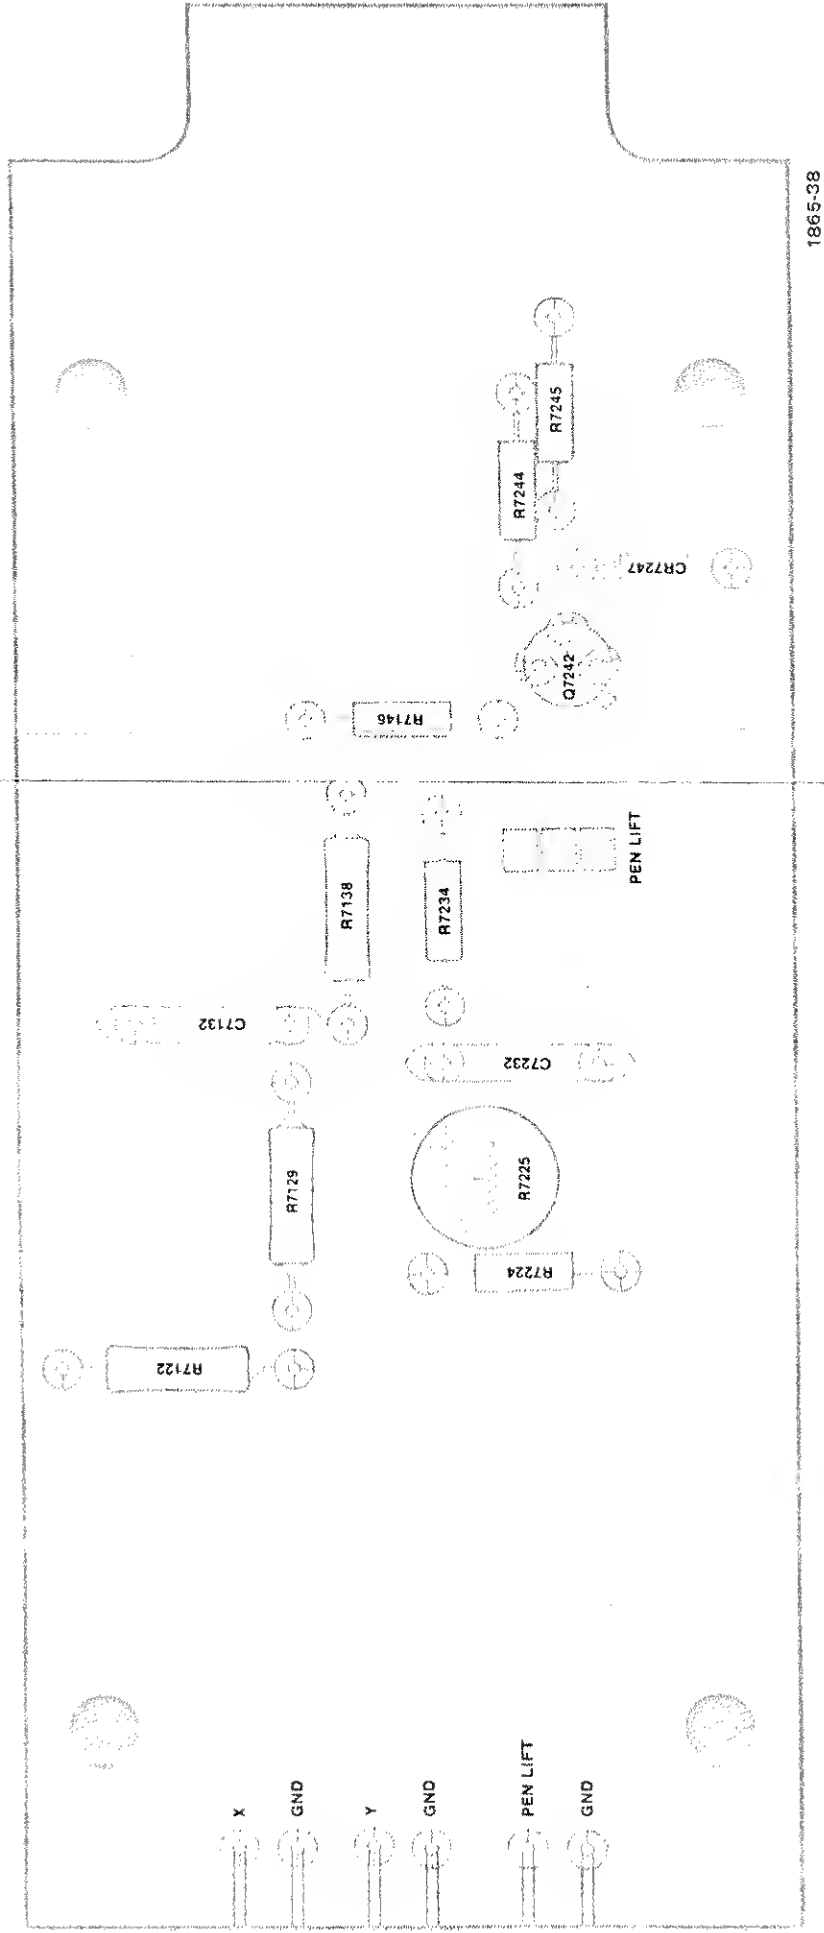 1865-38
R7245
R7244
CR7247
Q7242
R7146
PEN LIFT
R7138
R7234
C7132
C7232
R7129
R7225
R7224
R7122
X
GND
Y
GND
PEN LIFT
GND